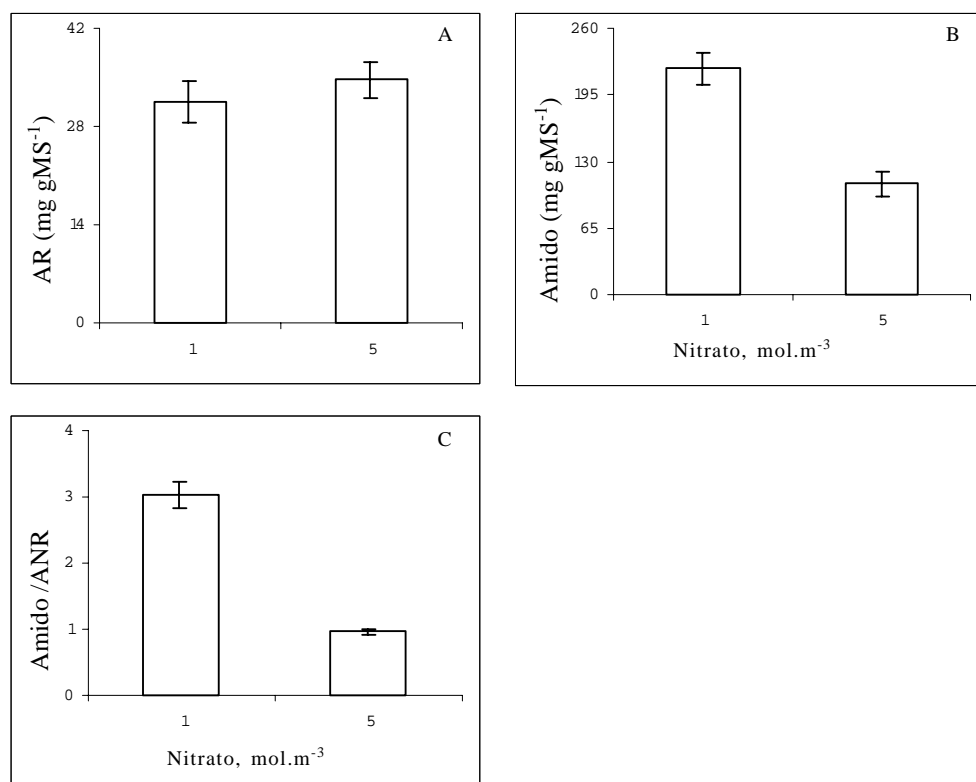 A
42
28
14
0
AR (mg gMS⁻¹)
1 5
B
260
195
130
65
0
Amido (mg gMS⁻¹)
1 5
Nitrato, mol.m⁻³
C
4
3
2
1
0
Amido /ANR
1 5
Nitrato, mol.m⁻³